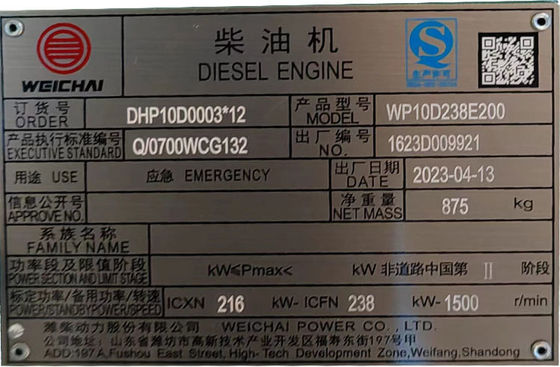 WEICHAI
柴油机
DIESEL ENGINE
订货号 ORDER DHP10D0003*12 产品型号 MODEL WP10D238E200
产品执行标准编号 EXECUTIVE STANDARD Q/0700WCG132 出厂编号 NO. 1623D009921
用途 USE 应急 EMERGENCY 出厂日期 DATE 2023-04-13
信息公开号 APPROVE NO. 净重量 NET MASS 875 kg
系族名称 FAMILY NAME
功率段及限值阶段 POWER SECTION AND LIMIT STAGE kW≤Pmax< kW 非道路中国第 II 阶段
标定功率/备用功率/转速 POWER/STANDBYPOWER/SPEED ICXN 216 kW- ICFN 238 kW-1500 r/min
潍柴动力股份有限公司 WEICHAI POWER CO., LTD.
公司地址: 山东省潍坊市高新技术产业开发区福寿东街197号甲
ADD:197A,Fushou East Street, High-Tech Development Zone,Weifang,Shandong